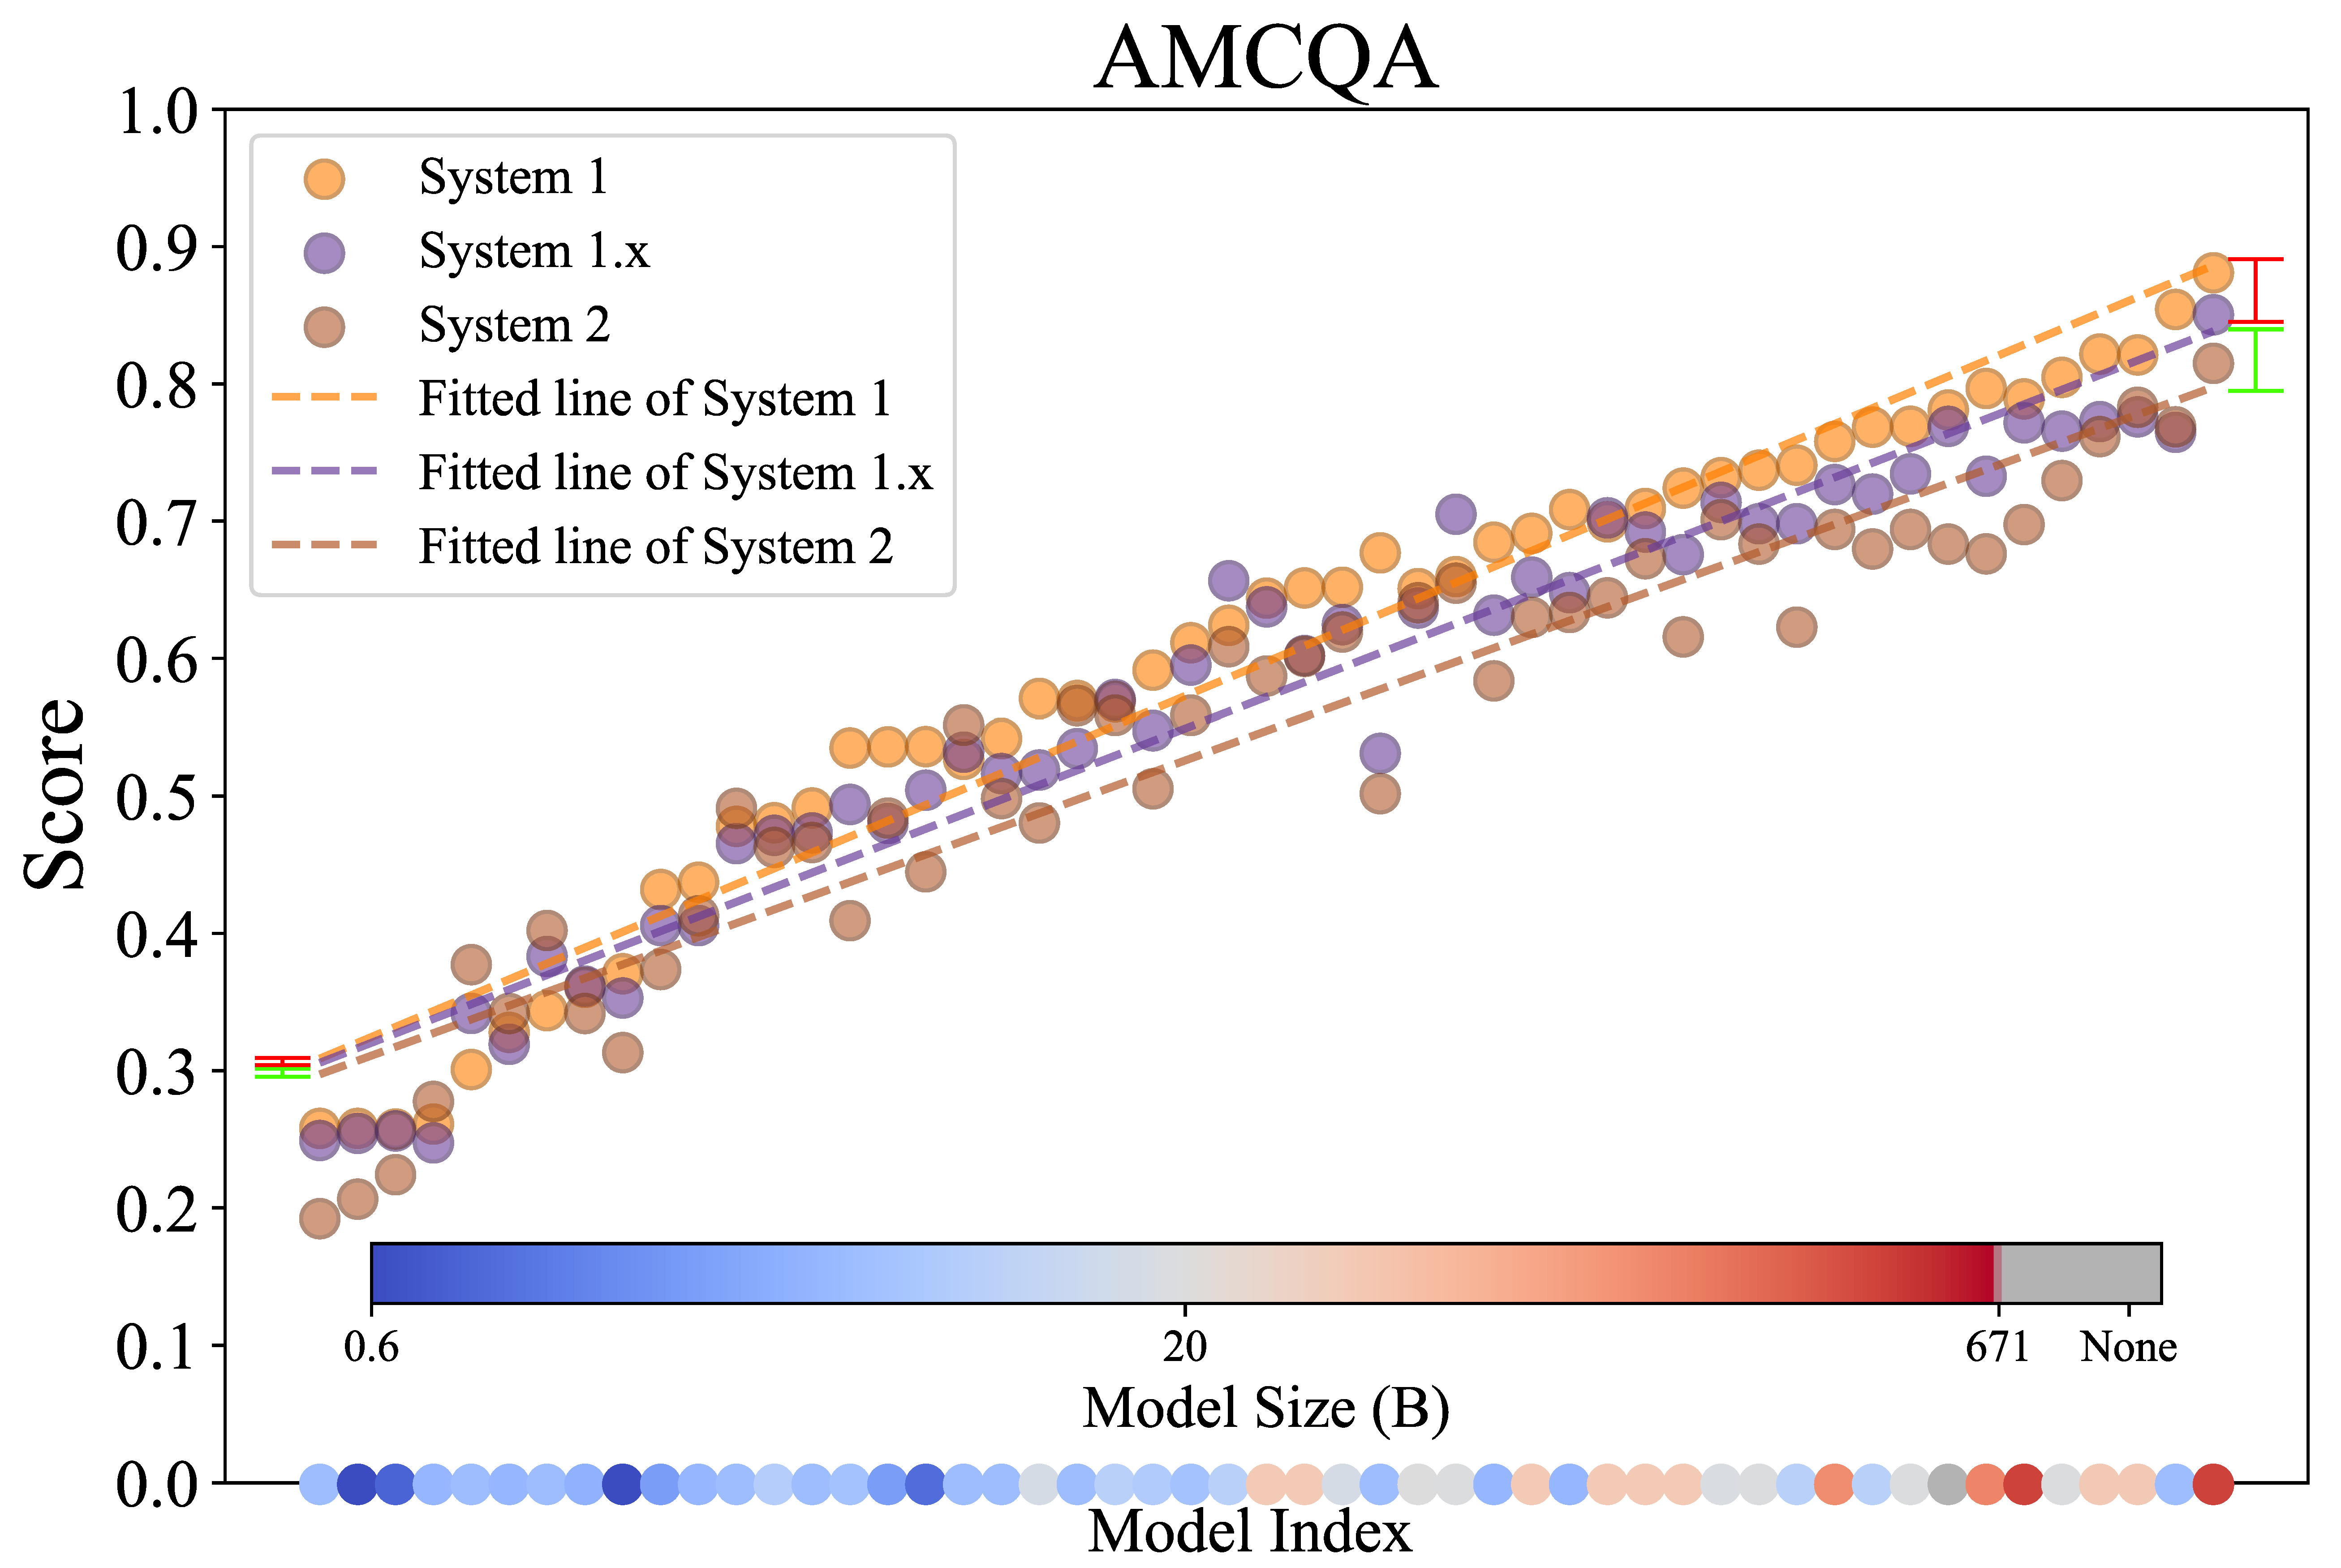 AMCQA
1.0
0.9
0.8
0.7
0.6
0.5
0.4
0.3
0.2
0.1
0.0
Score
System 1
System 1.x
System 2
Fitted line of System 1
Fitted line of System 1.x
Fitted line of System 2
0.6 20 671 None
Model Size (B)
Model Index